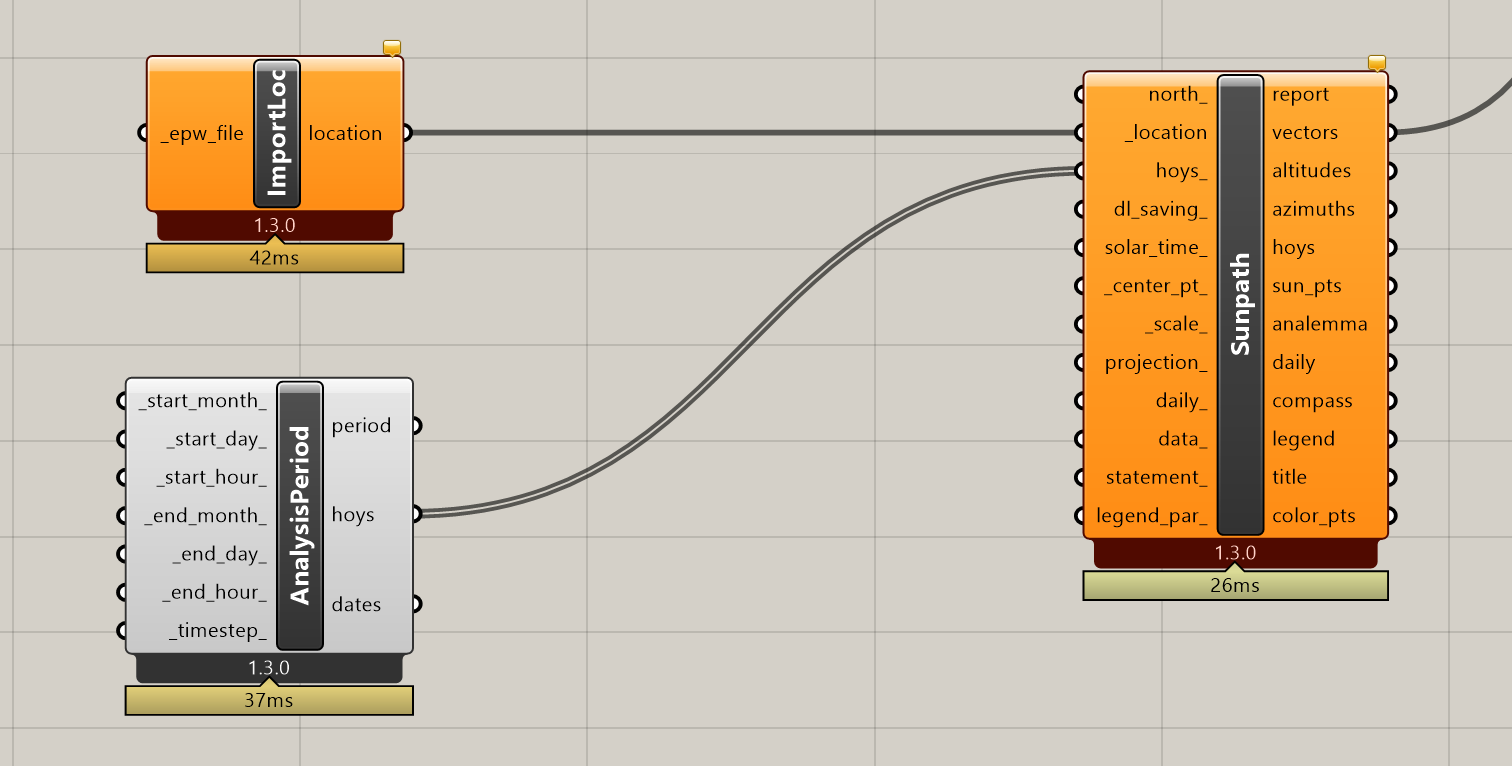 _epw_file
ImportLoc
location
1.3.0
42ms
_start_month_
_start_day_
_start_hour_
_end_month_
_end_day_
_end_hour_
_timestep_
AnalysisPeriod
period
hoys
dates
1.3.0
37ms
north_
_location
hoys_
dl_saving_
solar_time_
_center_pt_
_scale_
projection_
daily_
data_
statement_
legend_par_
Sunpath
report
vectors
altitudes
azimuths
hoys
sun_pts
analemma
daily
compass
legend
title
color_pts
1.3.0
26ms